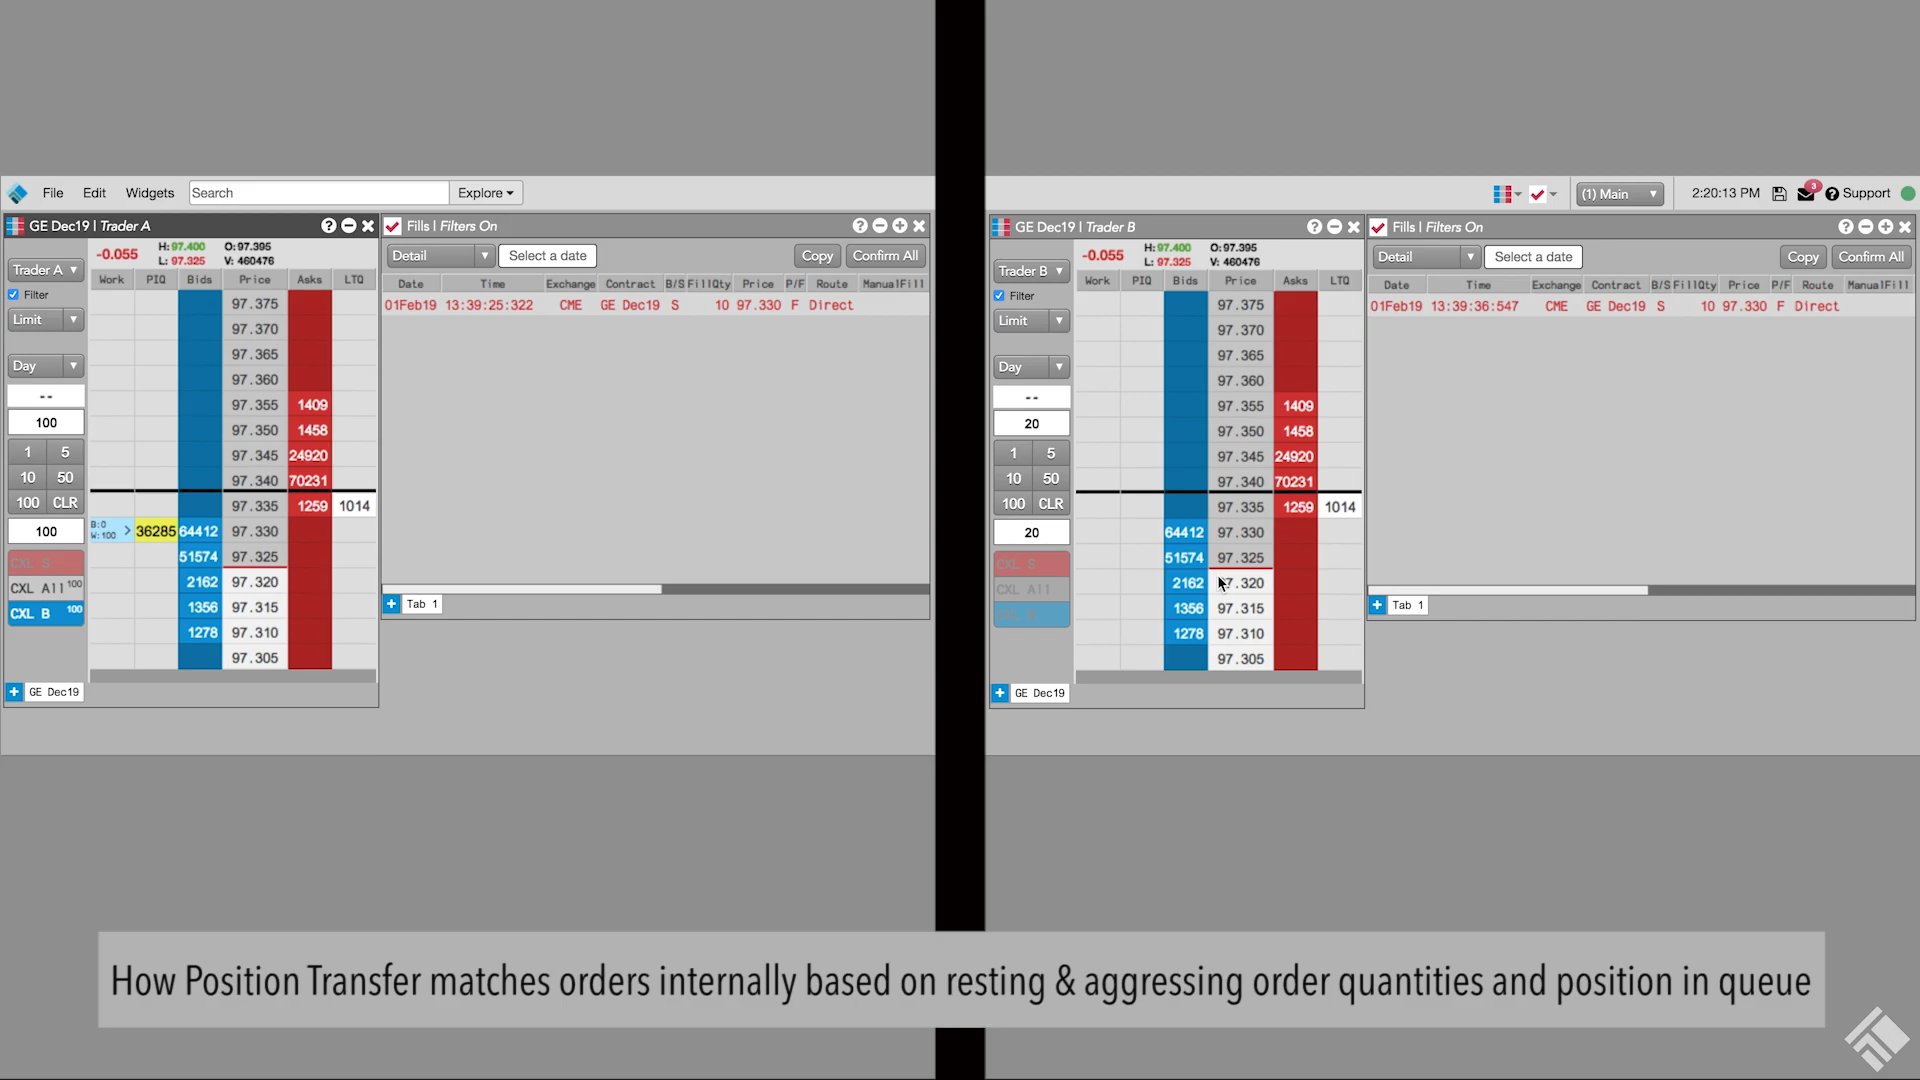 File Edit Widgets Search Explore
(1) Main 2:20:13 PM 3 Support
GE Dec19 | Trader A
-0.055 H: 97.400 O: 97.395
L: 97.325 V: 460476
Trader A
Filter
Limit
Day
--
100
1 5
10 50
100 CLR
100
CXL All 100
CXL B 100
Work PIQ Bids Price Asks LTQ
97.375
97.370
97.365
97.360
97.355 1409
97.350 1458
97.345 24920
97.340 70231
97.335 1259 1014
B:0 W:100 > 36285 64412 97.330
51574 97.325
2162 97.320
1356 97.315
1278 97.310
97.305
+ GE Dec19
Fills | Filters On
Detail Select a date Copy Confirm All
Date Time Exchange Contract B/S FillQty Price P/F Route ManualFill
01Feb19 13:39:25:322 CME GE Dec19 S 10 97.330 F Direct
+ Tab 1
GE Dec19 | Trader B
-0.055 H: 97.400 O: 97.395
L: 97.325 V: 460476
Trader B
Filter
Limit
Day
--
20
1 5
10 50
100 CLR
20
CXL B
CXL All
Work PIQ Bids Price Asks LTQ
97.375
97.370
97.365
97.360
97.355 1409
97.350 1458
97.345 24920
97.340 70231
97.335 1259 1014
64412 97.330
51574 97.325
2162 97.320
1356 97.315
1278 97.310
97.305
+ GE Dec19
Fills | Filters On
Detail Select a date Copy Confirm All
Date Time Exchange Contract B/S FillQty Price P/F Route ManualFill
01Feb19 13:39:36:547 CME GE Dec19 S 10 97.330 F Direct
+ Tab 1
How Position Transfer matches orders internally based on resting & aggressing order quantities and position in queue